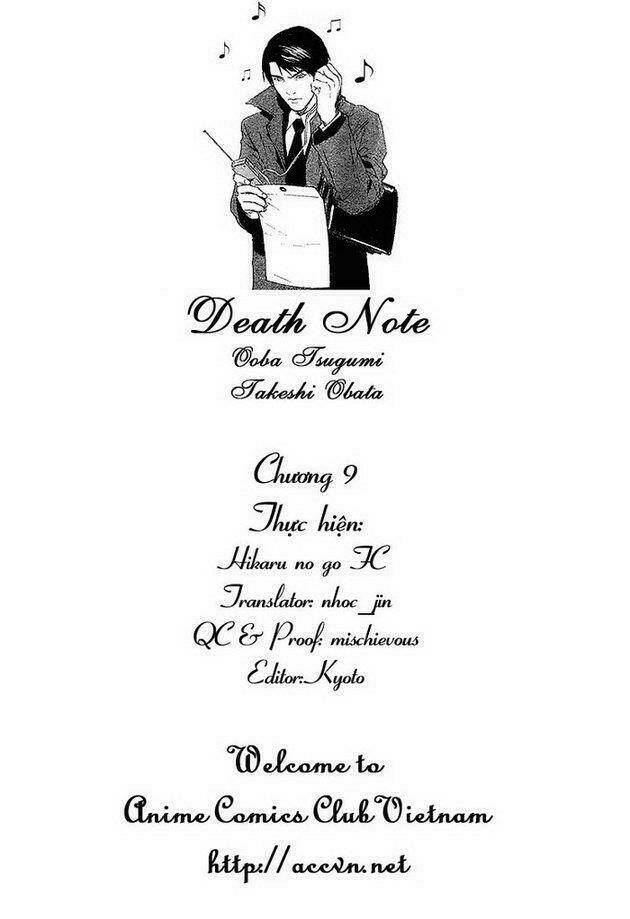 Death Note
Ooba Tsugumi
Takeshi Obata
Chương 9
Thực hiện:
Hikaru no go FC
Translator: nhoc_jin
QC & Proof: mischievous
Editor:Kyoto
Welcome to
Anime Comics Club Vietnam
http://accvn.net